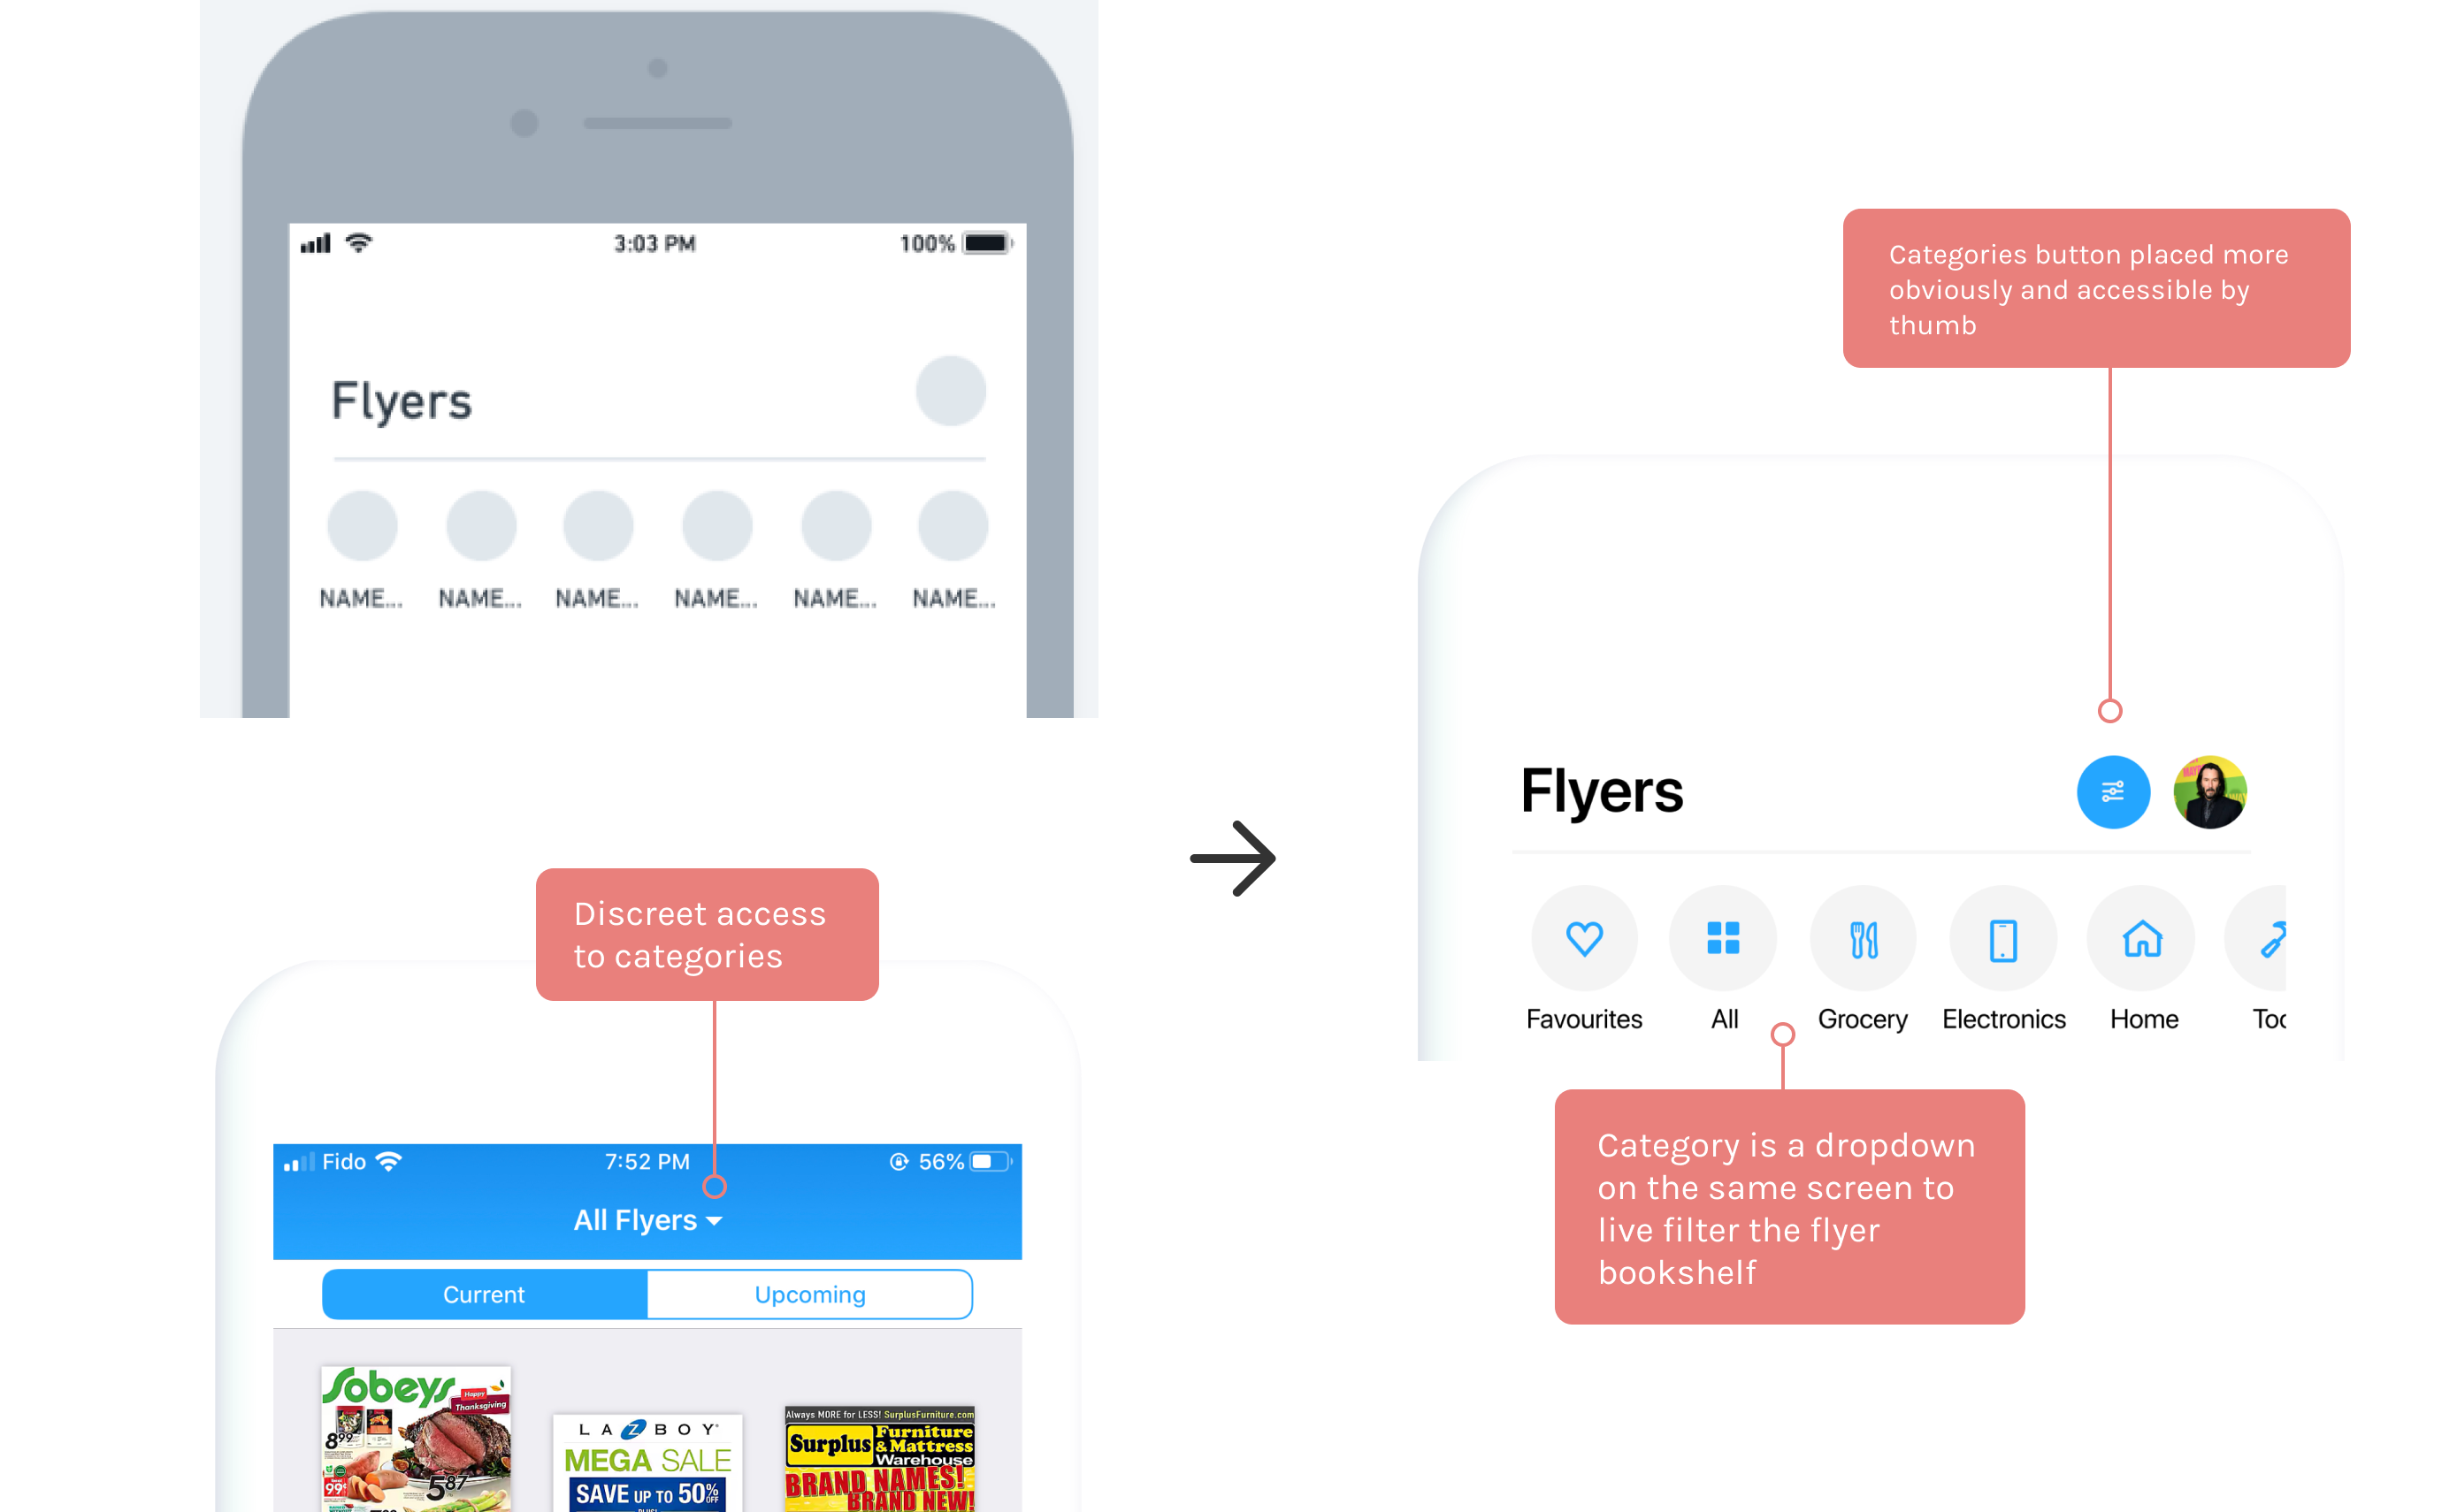 3:03 PM
100%
Flyers
NAME...
NAME...
NAME...
NAME...
NAME...
NAME...
Discreet access
to categories
Fido
7:52 PM
56%
All Flyers
Current
Upcoming
Sobeys
Happy
Thanksgiving
8 99
99¢
5 87
LA Z BOY
MEGA SALE
SAVE UP TO 50% OFF
Always MORE for LESS! SurplusFurniture.com
Surplus Furniture
& Mattress
Warehouse
BRAND NAMES!
BRAND NEW!
Categories button placed more
obviously and accessible by
thumb
Flyers
Favourites
All
Grocery
Electronics
Home
Too
Category is a dropdown
on the same screen to
live filter the flyer
bookshelf